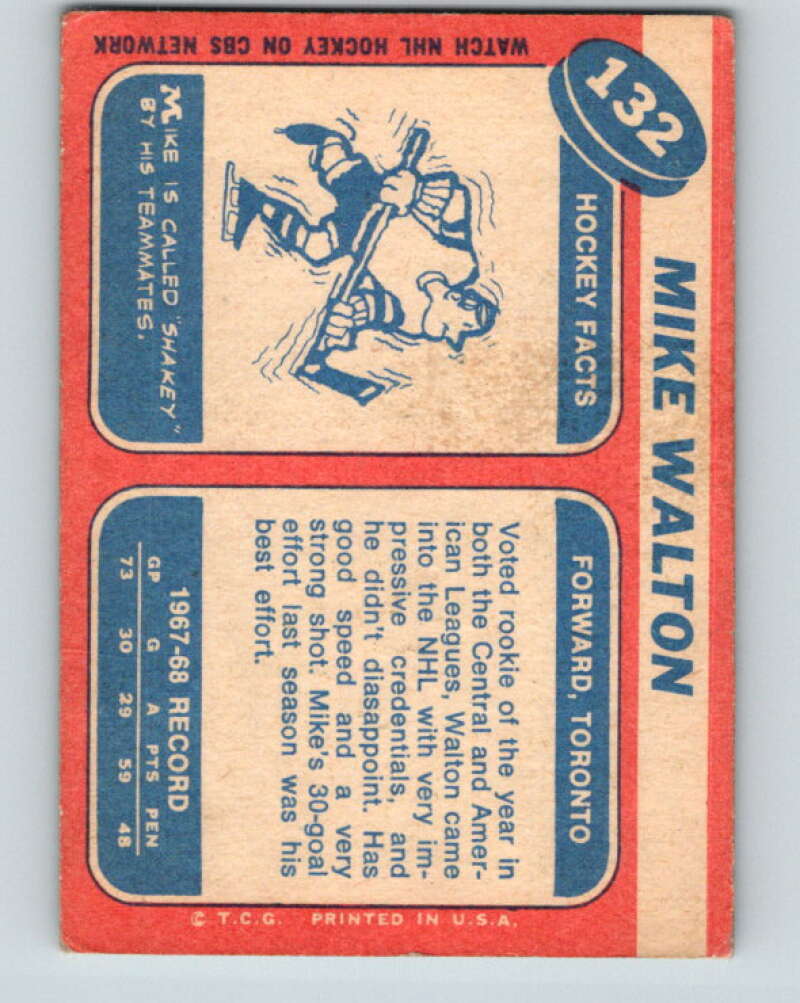 132
MIKE WALTON
HOCKEY FACTS
MIKE IS CALLED "SHAKEY"
BY HIS TEAMMATES.
WATCH NHL HOCKEY ON CBS NETWORK
FORWARD, TORONTO
Voted rookie of the year in
both the Central and Amer-
ican Leagues, Walton came
into the NHL with very im-
pressive credentials, and
he didn't diasappoint. Has
good speed and a very
strong shot. Mike's 30-goal
effort last season was his
best effort.
1967-68 RECORD
GP G A PTS PEN
73 30 29 59 48
© T.C.G. PRINTED IN U.S.A.